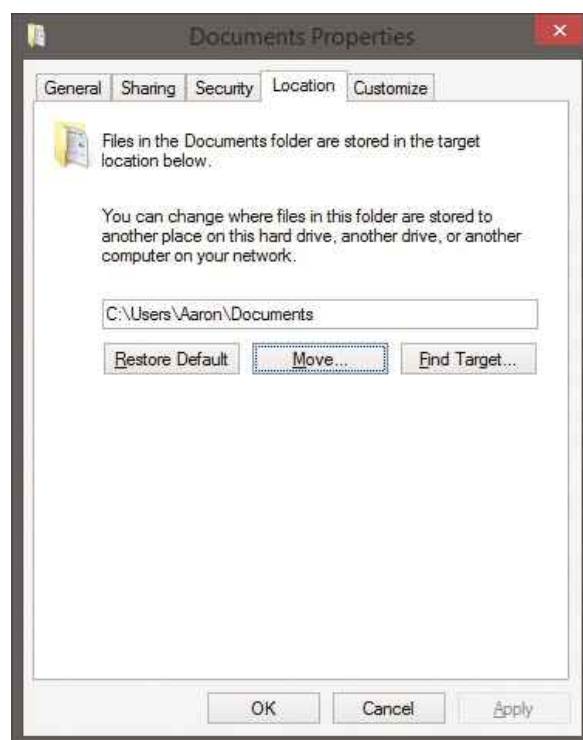 Documents Properties
General Sharing Security Location Customize
Files in the Documents folder are stored in the target
location below.
You can change where files in this folder are stored to
another place on this hard drive, another drive, or another
computer on your network.
C:\Users\Aaron\Documents
Restore Default Move... Find Target...
OK Cancel Apply